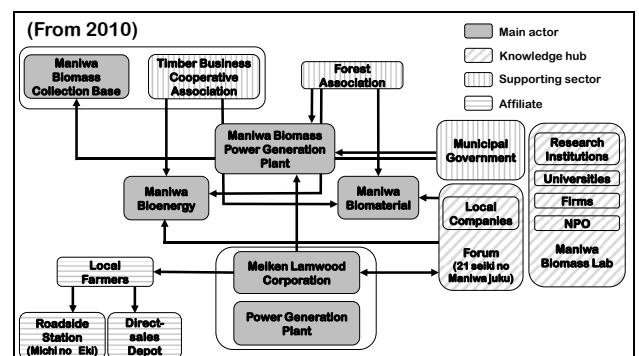 (From 2010)
Main actor
Knowledge hub
Supporting sector
Affiliate
Maniwa
Biomass
Collection Base
Timber Business
Cooperative
Association
Forest
Association
Maniwa Biomass
Power Generation
Plant
Municipal
Government
Research
Institutions
Universities
Firms
NPO
Maniwa
Biomass Lab
Maniwa
Bioenergy
Maniwa
Biomaterial
Local
Companies
Forum
(21 seiki no
Maniwa juku)
Local
Farmers
Meiken Lamwood
Corporation
Power Generation
Plant
Roadside
Station
(Michi no Eki)
Direct-
sales
Depot